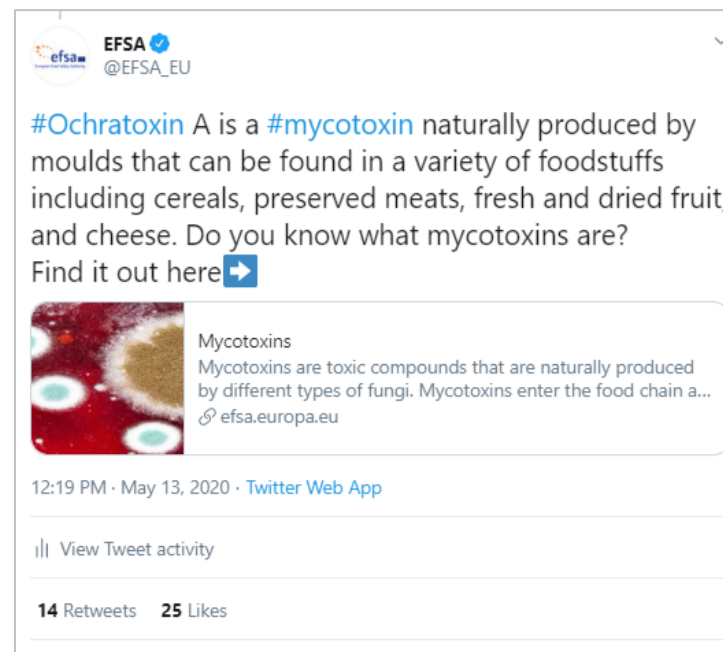 EFSA
@EFSA_EU
efsa
#Ochratoxin A is a #mycotoxin naturally produced by
moulds that can be found in a variety of foodstuffs
including cereals, preserved meats, fresh and dried fruit,
and cheese. Do you know what mycotoxins are?
Find it out here➡
Mycotoxins
Mycotoxins are toxic compounds that are naturally produced
by different types of fungi. Mycotoxins enter the food chain a...
efsa.europa.eu
12:19 PM · May 13, 2020 · Twitter Web App
View Tweet activity
14 Retweets 25 Likes